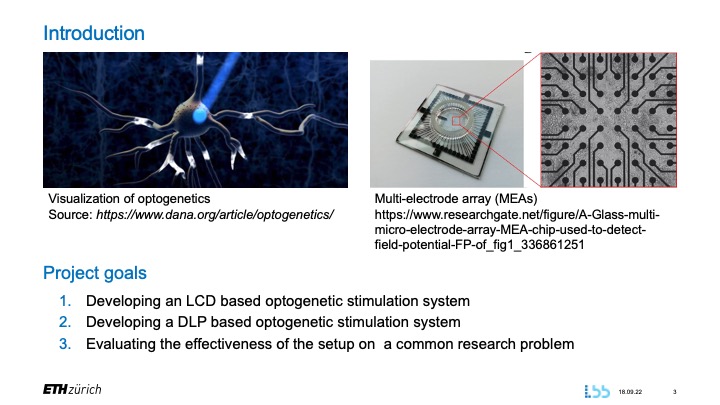 Introduction
Visualization of optogenetics
Source: https://www.dana.org/article/optogenetics/
Multi-electrode array (MEAs)
https://www.researchgate.net/figure/A-Glass-multi-
micro-electrode-array-MEA-chip-used-to-detect-
field-potential-FP-of_fig1_336861251
Project goals
1. Developing an LCD based optogenetic stimulation system
2. Developing a DLP based optogenetic stimulation system
3. Evaluating the effectiveness of the setup on a common research problem
ETH zürich
18.09.22
3